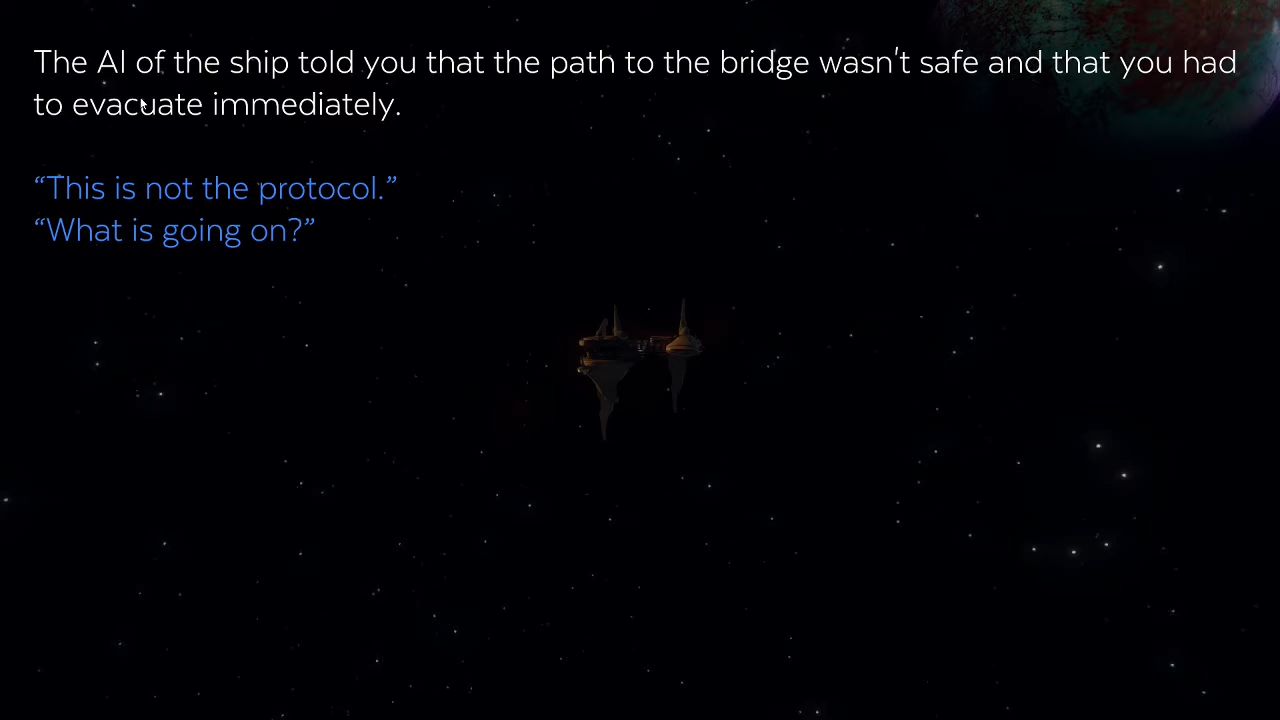 The AI of the ship told you that the path to the bridge wasn't safe and that you had
to evacuate immediately.
“This is not the protocol.”
“What is going on?”